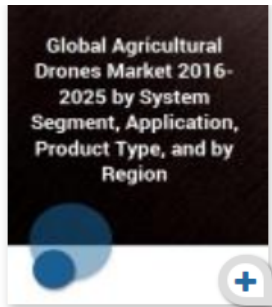 Global Agricultural
Drones Market 2016-
2025 by System
Segment, Application,
Product Type, and by
Region